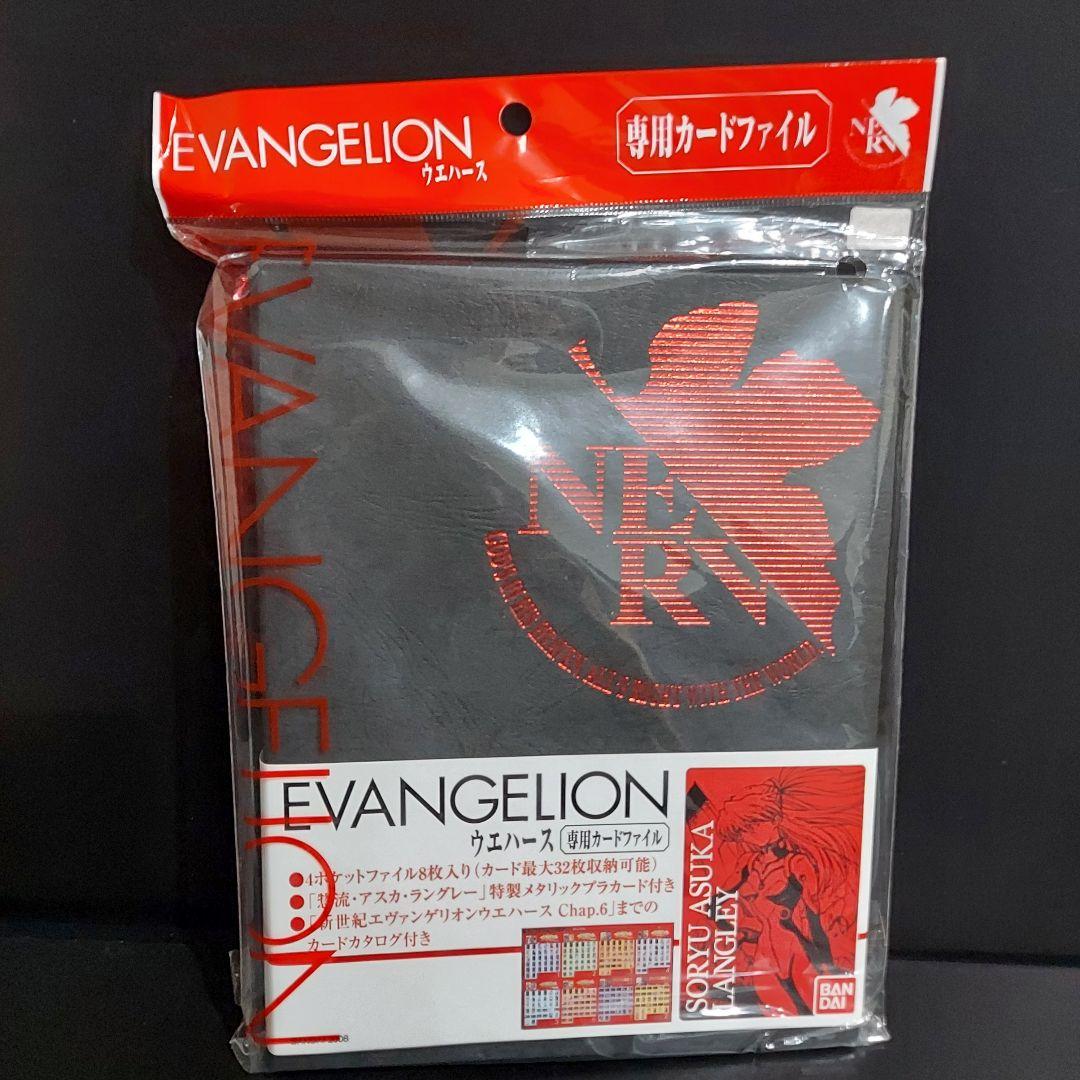 EVANGELION
ウエハース
専用カードファイル
NERV
EVANGELION
NERV
GOD'S IN HIS HEAVEN. ALL'S RIGHT WITH THE WORLD.
EVANGELION
ウエハース 専用カードファイル
●4ポケットファイル8枚入り(カード最大32枚収納可能)
●「惣流・アスカ・ラングレー」特製メタリックプラカード付き
●「新世紀エヴァンゲリオンウエハース Chap.6」までの
カードカタログ付き
SORYU ASUKA
LANGLEY
BAN
DAI